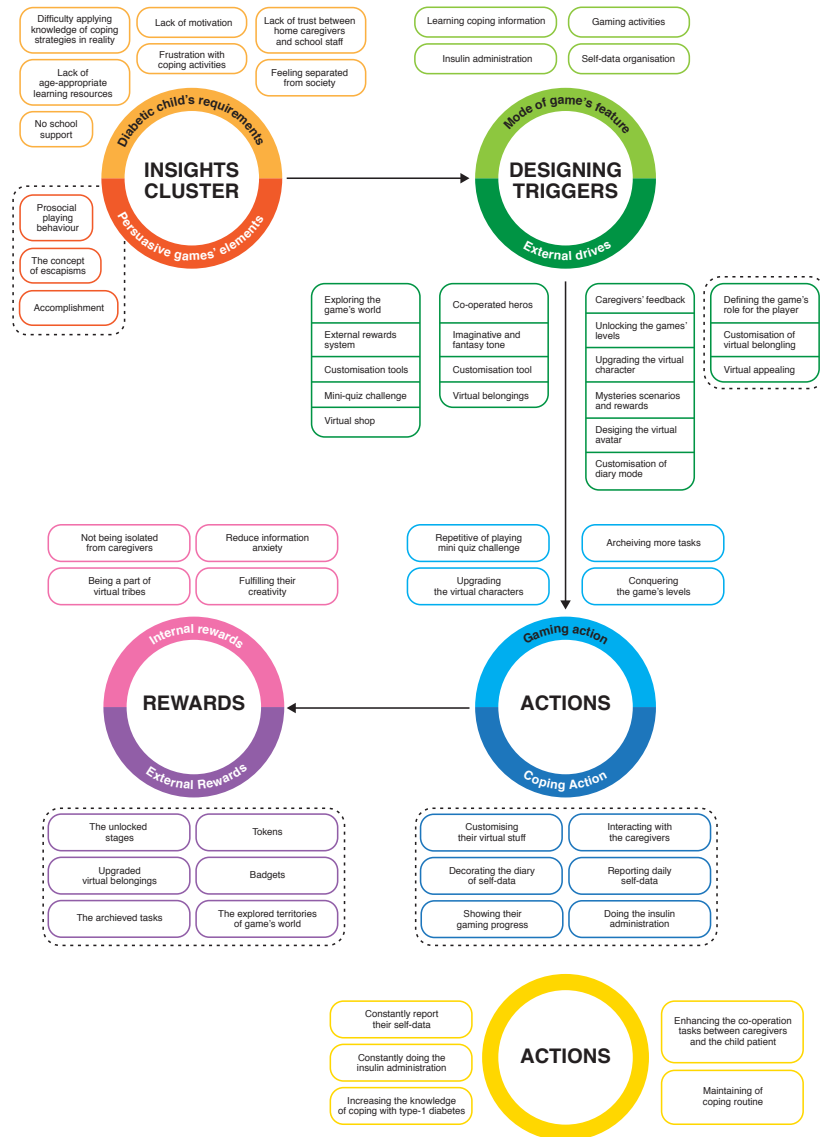 Difficulty applying
knowledge of coping
strategies in reality
Lack of motivation
Frustration with
coping activities
Lack of trust between
home caregivers
and school staff
Lack of
age-appropriate
learning resources
Feeling separated
from society
No school
support
Diabetic child's requirements
INSIGHTS
CLUSTER
Persuasive games' elements
Prosocial
playing
behaviour
The concept
of escapisms
Accomplishment
Learning coping information
Gaming activities
Insulin administration
Self-data organisation
Mode of game's feature
DESIGNING
TRIGGERS
External drives
Exploring the
game's world
External rewards
system
Customisation tools
Mini-quiz challenge
Virtual shop
Co-operated heros
Imaginative and
fantasy tone
Customisation tool
Virtual belongings
Caregivers' feedback
Unlocking the games'
levels
Upgrading the virtual
character
Mysteries scenarios
and rewards
Desiging the virtual
avatar
Customisation of
diary mode
Defining the game's
role for the player
Customisation of
virtual belongling
Virtual appealing
Not being isolated
from caregivers
Reduce information
anxiety
Being a part of
virtual tribes
Fulfilling their
creativity
Internal rewards
REWARDS
External Rewards
The unlocked
stages
Tokens
Upgraded
virtual belongings
Badgets
The archieved tasks
The explored territories
of game's world
Repetitive of playing
mini quiz challenge
Archeiving more tasks
Upgrading
the virtual characters
Conquering
the game's levels
Gaming action
ACTIONS
Coping Action
Customising
their virtual stuff
Interacting with
the caregivers
Decorating the diary
of self-data
Reporting daily
self-data
Showing their
gaming progress
Doing the insulin
administration
Constantly report
their self-data
Constantly doing the
insulin administration
Increasing the knowledge
of coping with type-1 diabetes
ACTIONS
Enhancing the co-operation
tasks between caregivers
and the child patient
Maintaining of
coping routine